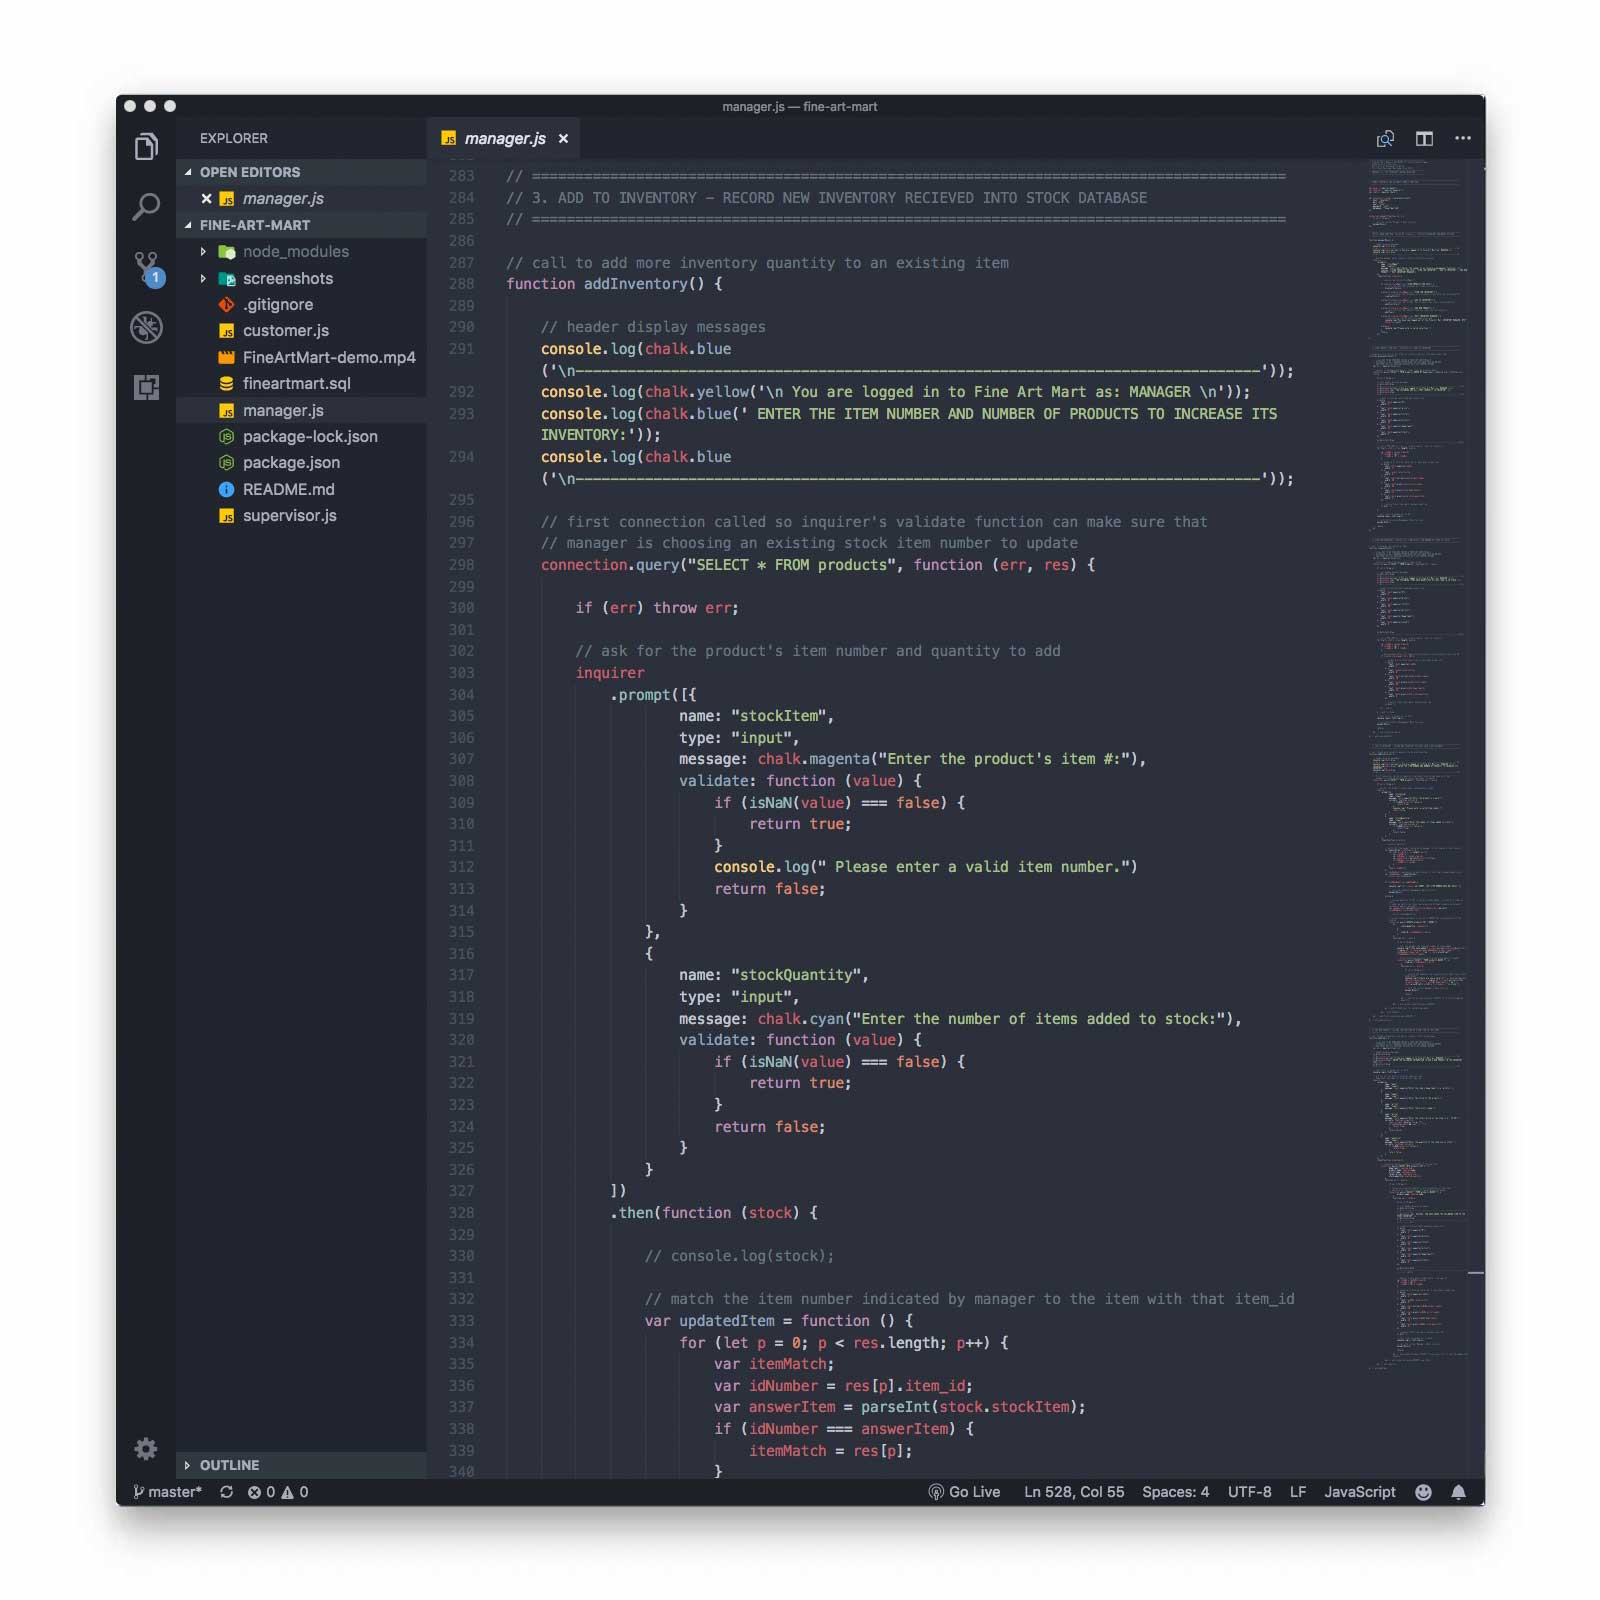 manager.js — fine-art-mart
EXPLORER
OPEN EDITORS
manager.js
FINE-ART-MART
node_modules
screenshots
.gitignore
customer.js
FineArtMart-demo.mp4
fineartmart.sql
manager.js
package-lock.json
package.json
README.md
supervisor.js
OUTLINE
1
manager.js
283 // =======================================================================================
284 // 3. ADD TO INVENTORY – RECORD NEW INVENTORY RECIEVED INTO STOCK DATABASE
285 // =======================================================================================
286
287 // call to add more inventory quantity to an existing item
288 function addInventory() {
289
290 // header display messages
291 console.log(chalk.blue
('\n-------------------------------------------------------------------------------'));
292 console.log(chalk.yellow('\n You are logged in to Fine Art Mart as: MANAGER \n'));
293 console.log(chalk.blue(' ENTER THE ITEM NUMBER AND NUMBER OF PRODUCTS TO INCREASE ITS
INVENTORY:'));
294 console.log(chalk.blue
('\n-------------------------------------------------------------------------------'));
295
296 // first connection called so inquirer's validate function can make sure that
297 // manager is choosing an existing stock item number to update
298 connection.query("SELECT * FROM products", function (err, res) {
299
300 if (err) throw err;
301
302 // ask for the product's item number and quantity to add
303 inquirer
304 .prompt([{
305 name: "stockItem",
306 type: "input",
307 message: chalk.magenta("Enter the product's item #:"),
308 validate: function (value) {
309 if (isNaN(value) === false) {
310 return true;
311 }
312 console.log(" Please enter a valid item number.")
313 return false;
314 }
315 },
316 {
317 name: "stockQuantity",
318 type: "input",
319 message: chalk.cyan("Enter the number of items added to stock:"),
320 validate: function (value) {
321 if (isNaN(value) === false) {
322 return true;
323 }
324 return false;
325 }
326 }
327 ])
328 .then(function (stock) {
329
330 // console.log(stock);
331
332 // match the item number indicated by manager to the item with that item_id
333 var updatedItem = function () {
334 for (let p = 0; p < res.length; p++) {
335 var itemMatch;
336 var idNumber = res[p].item_id;
337 var answerItem = parseInt(stock.stockItem);
338 if (idNumber === answerItem) {
339 itemMatch = res[p];
340 }
master* 0 0 Go Live Ln 528, Col 55 Spaces: 4 UTF-8 LF JavaScript